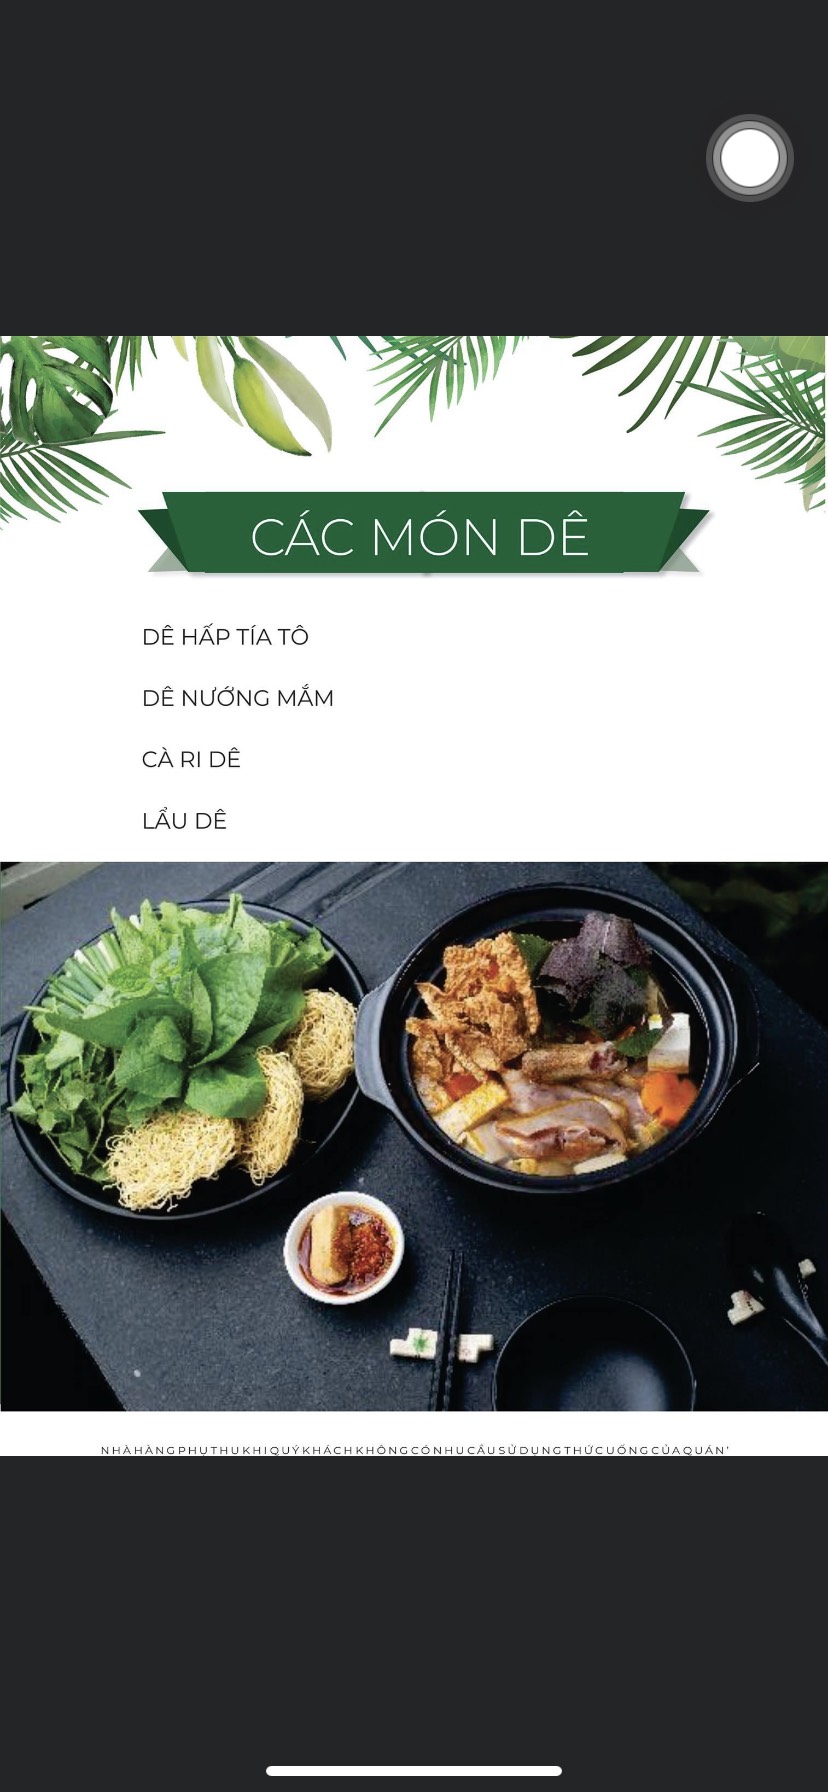 CÁC MÓN DÊ
DÊ HẤP TÍA TÔ
DÊ NƯỚNG MẮM
CÀ RI DÊ
LẨU DÊ
NHÀ HÀNG PHỤ THU KHI QUÝ KHÁCH KHÔNG CÓ NHU CẦU SỬ DỤNG THỨC UỐNG CỦA QUÁN'